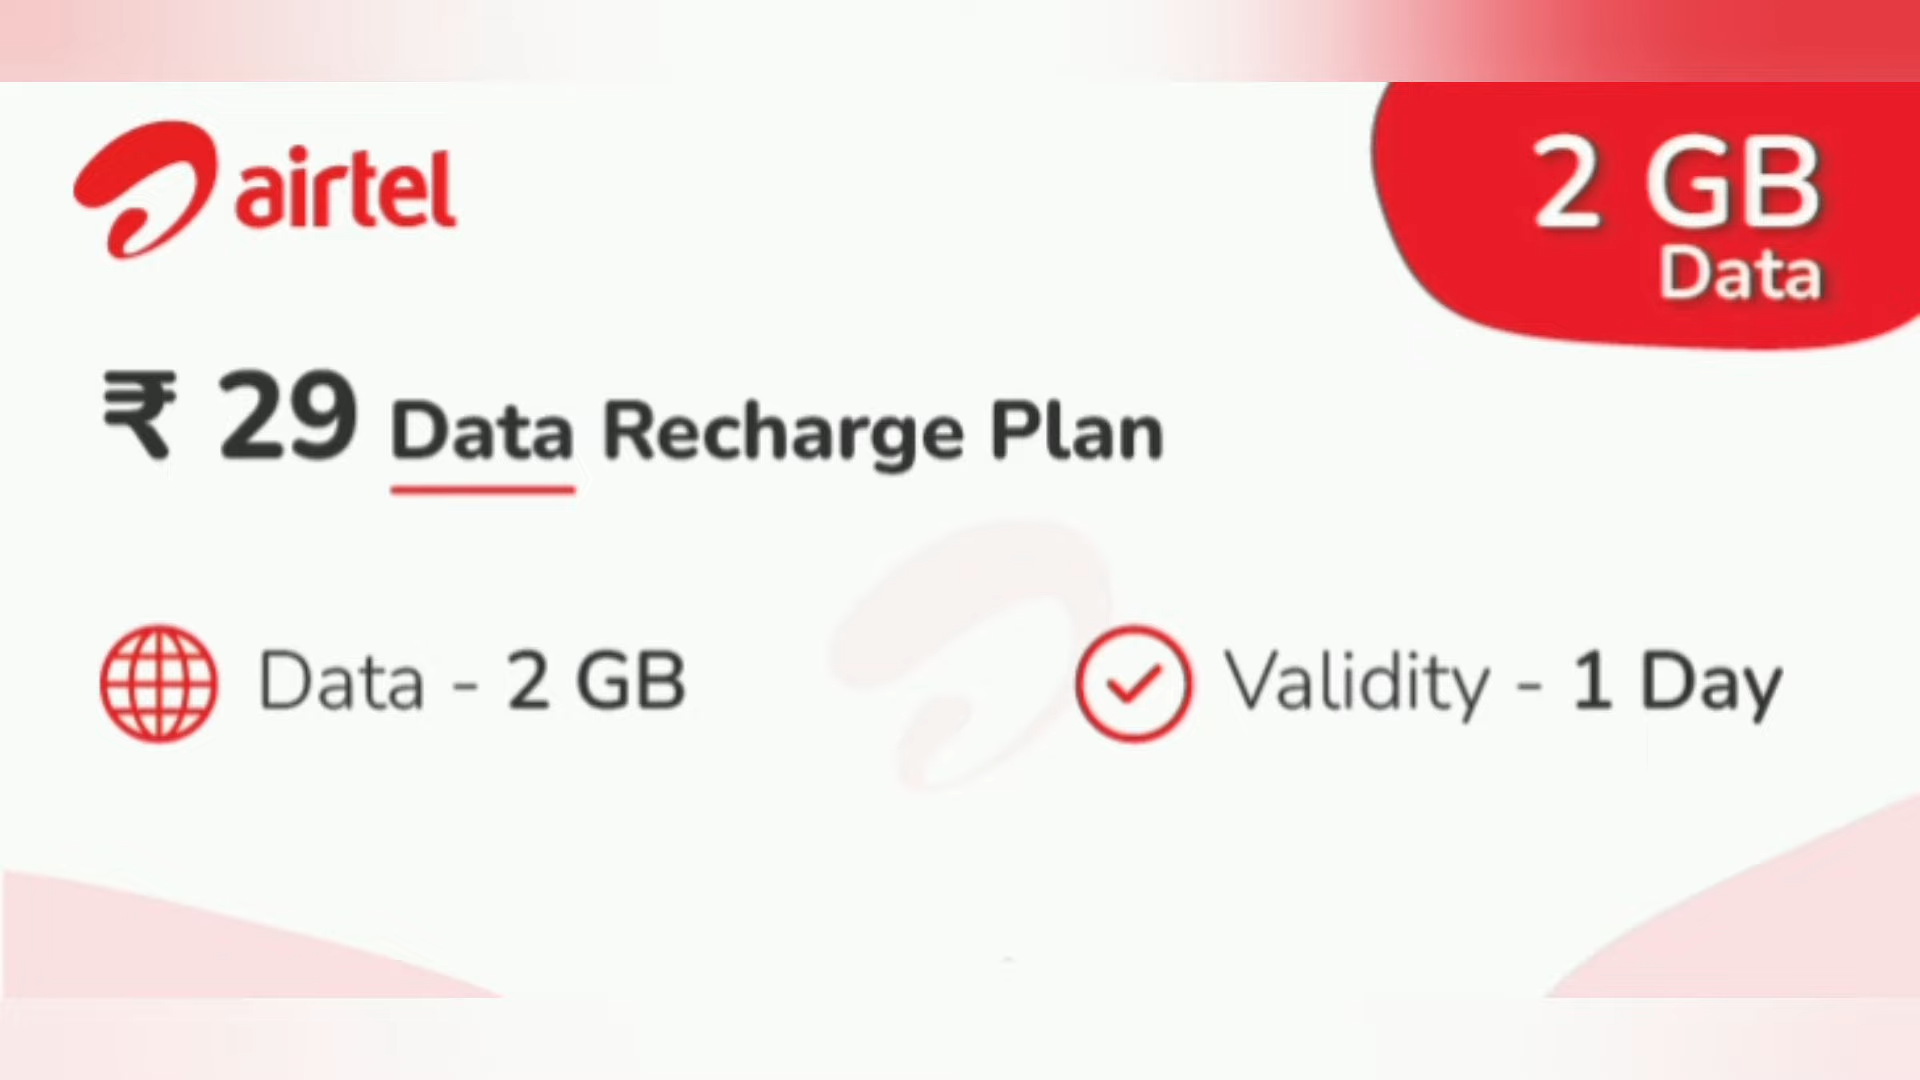 airtel
2 GB
Data
₹ 29 Data Recharge Plan
Data - 2 GB
Validity - 1 Day